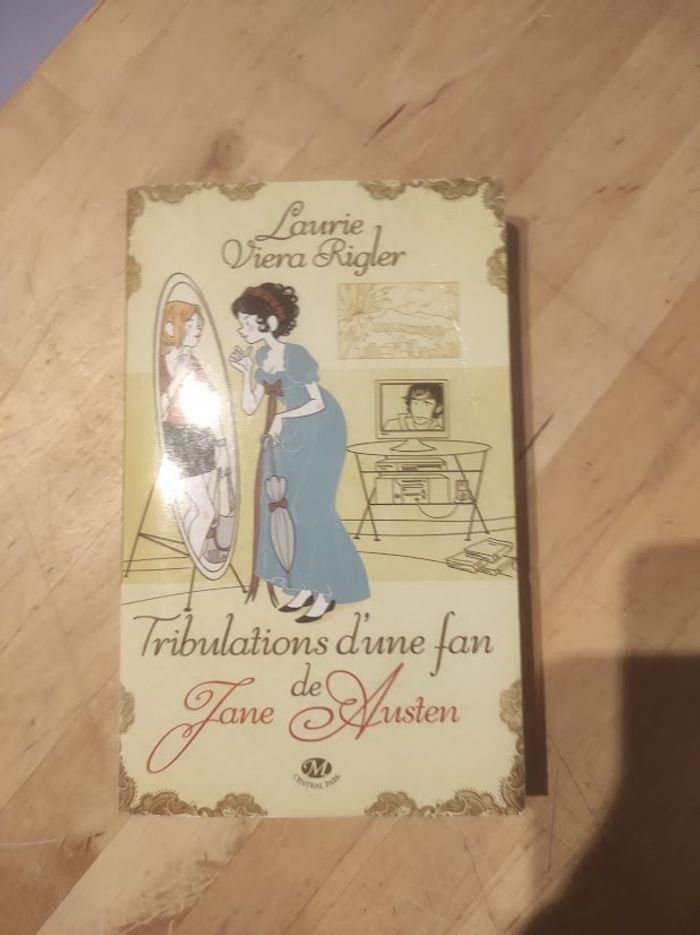 Laurie
Viera Rigler
Tribulations d'une fan
de
Jane Austen
M
CENTRAL PARK